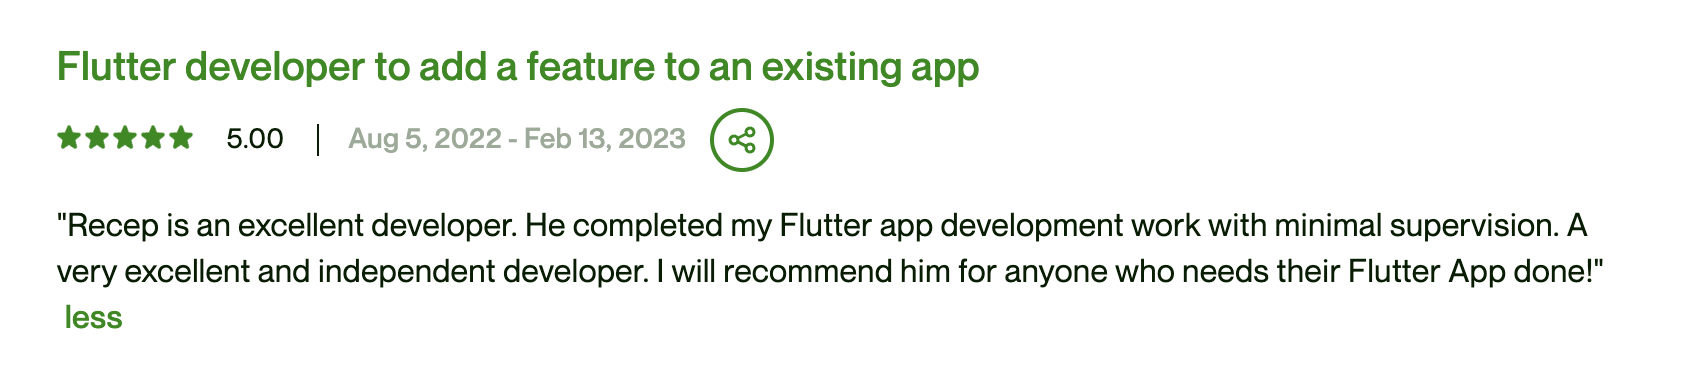 Flutter developer to add a feature to an existing app
5.00 | Aug 5, 2022 - Feb 13, 2023
"Recep is an excellent developer. He completed my Flutter app development work with minimal supervision. A
very excellent and independent developer. I will recommend him for anyone who needs their Flutter App done!"
less